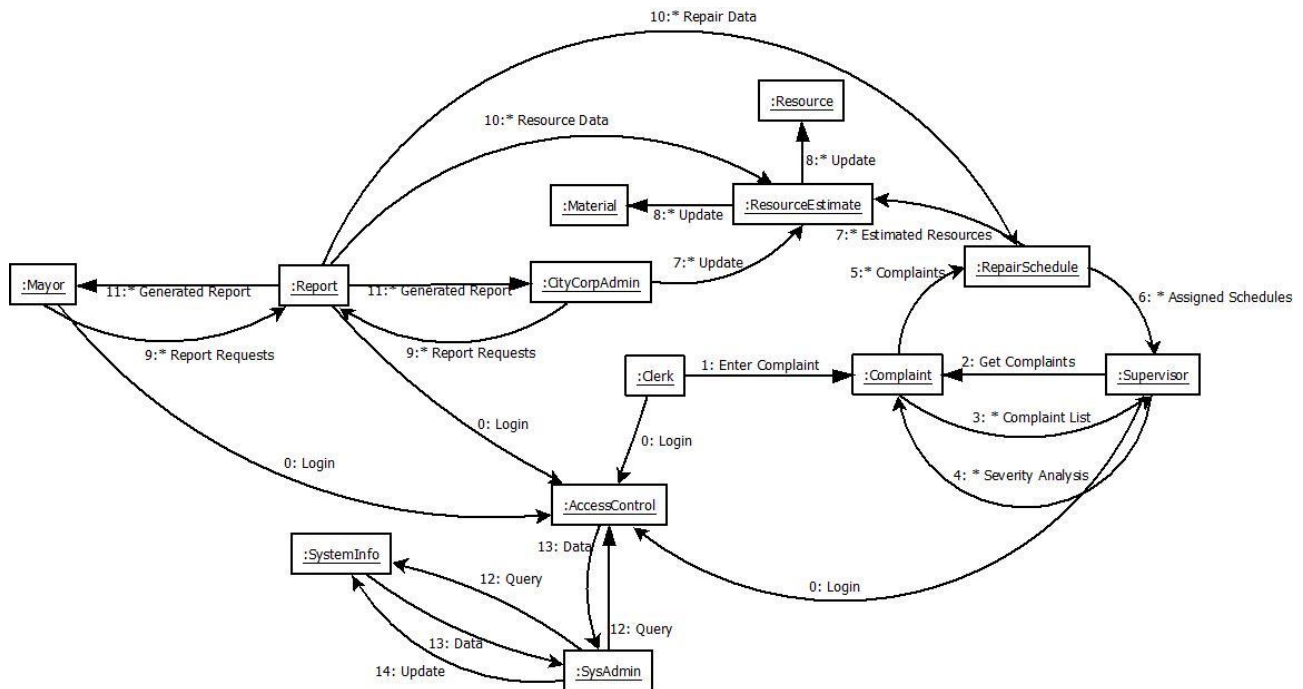 10:* Repair Data
:Resource
10:* Resource Data
8:* Update
:Material
8:* Update
:ResourceEstimate
7:* Estimated Resources
:RepairSchedule
7:* Update
5:* Complaints
:Mayor
11:* Generated Report
:Report
11:* Generated Report
:CityCorpAdmin
6: * Assigned Schedules
9:* Report Requests
9:* Report Requests
:Clerk
1: Enter Complaint
:Complaint
2: Get Complaints
:Supervisor
3: * Complaint List
0: Login
0: Login
0: Login
4: * Severity Analysis
:AccessControl
:SystemInfo
13: Data
12: Query
0: Login
12: Query
13: Data
14: Update
:SysAdmin